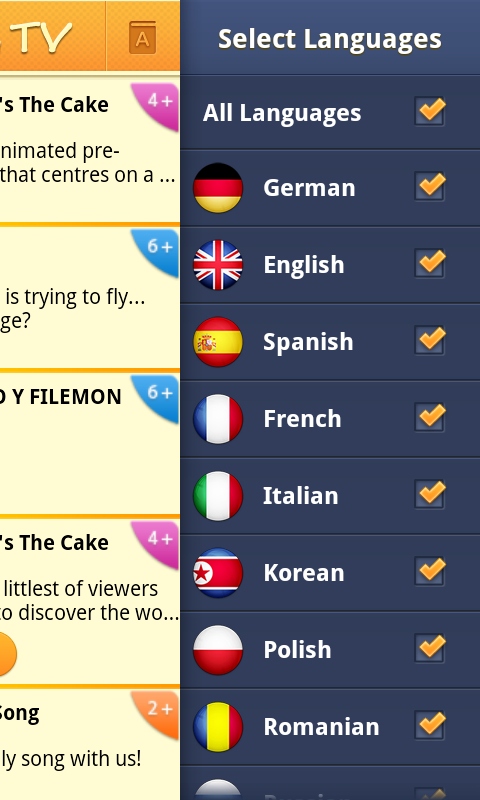 TV
A
's The Cake
4+
nimated pre-
that centres on a ...
6+
is trying to fly...
ge?
O Y FILEMON
6+
's The Cake
4+
littlest of viewers
to discover the wo...
Song
2+
ly song with us!
Select Languages
All Languages
German
English
Spanish
French
Italian
Korean
Polish
Romanian